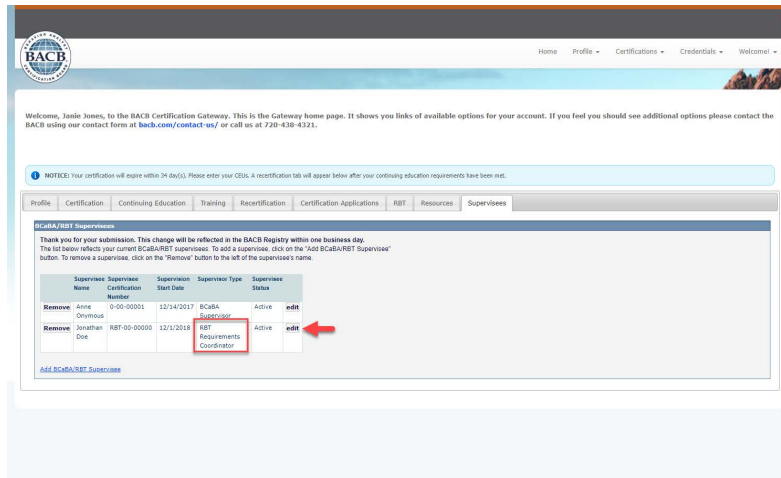 BEHAVIOR ANALYST
BACB
CERTIFICATION BOARD
Home Profile Certifications Credentials Welcome!
Welcome, Janie Jones, to the BACB Certification Gateway. This is the Gateway home page. It shows you links of available options for your account. If you feel you should see additional options please contact the
BACB using our contact form at bacb.com/contact-us/ or call us at 720-438-4321.
NOTICE: Your certification will expire within 34 day(s). Please enter your CEUs. A recertification tab will appear below after your continuing education requirements have been met.
Profile Certification Continuing Education Training Recertification Certification Applications RBT Resources Supervisees
BCaBA/RBT Supervisees
Thank you for your submission. This change will be reflected in the BACB Registry within one business day.
The list below reflects your current BCaBA/RBT supervisees. To add a supervisee, click on the "Add BCaBA/RBT Supervisee"
button. To remove a supervisee, click on the "Remove" button to the left of the supervisee's name.
Supervisee Supervisee Supervision Supervisor Type Supervisee
Name Certification Start Date Status
Number
Remove Anne 0-00-00001 12/14/2017 BCaBA Active edit
Onymous Supervisor
Remove Jonathan RBT-00-00000 12/1/2018 RBT Active edit
Doe Requirements
Coordinator
Add BCaBA/RBT Supervisee